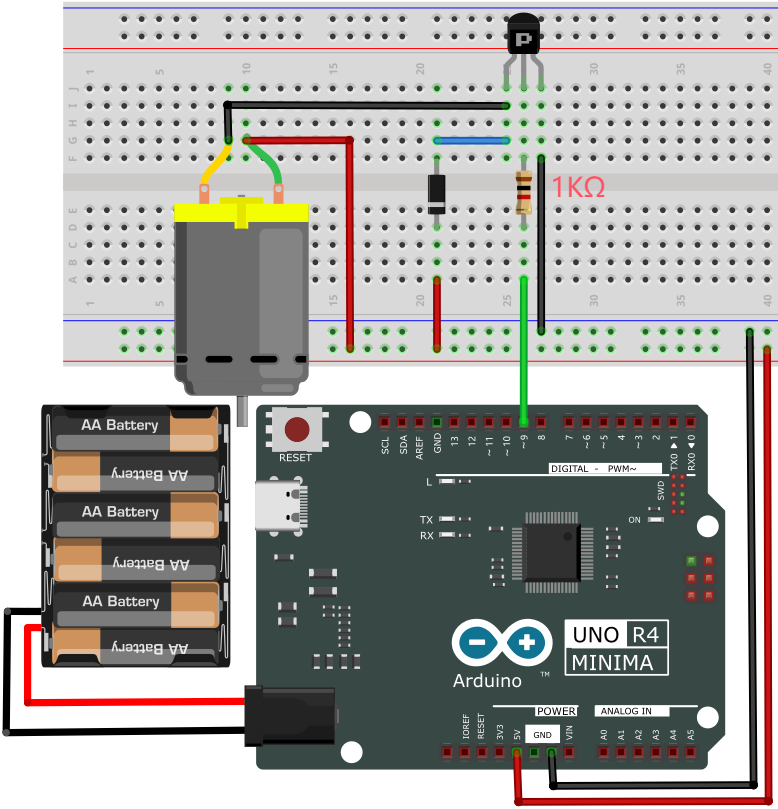 P
1 5 10 15 20 25 30 35 40
J
I
H
G
F
1KΩ
E
D
C
B
A
1 5 10 15 20 25 30 35 40
AA Battery
AA Battery
AA Battery
AA Battery
AA Battery
AA Battery
RESET
SCL SDA AREF GND 13 12 ~11 ~10 ~9 8 7 ~6 ~5 4 ~3 2 TX0▶1 RX0◀0
DIGITAL - PWM~
L
SWD
TX
ON
RX
UNO R4
MINIMA
Arduino
™
POWER ANALOG IN
IOREF RESET 3V3 5V GND VIN A0 A1 A2 A3 A4 A5